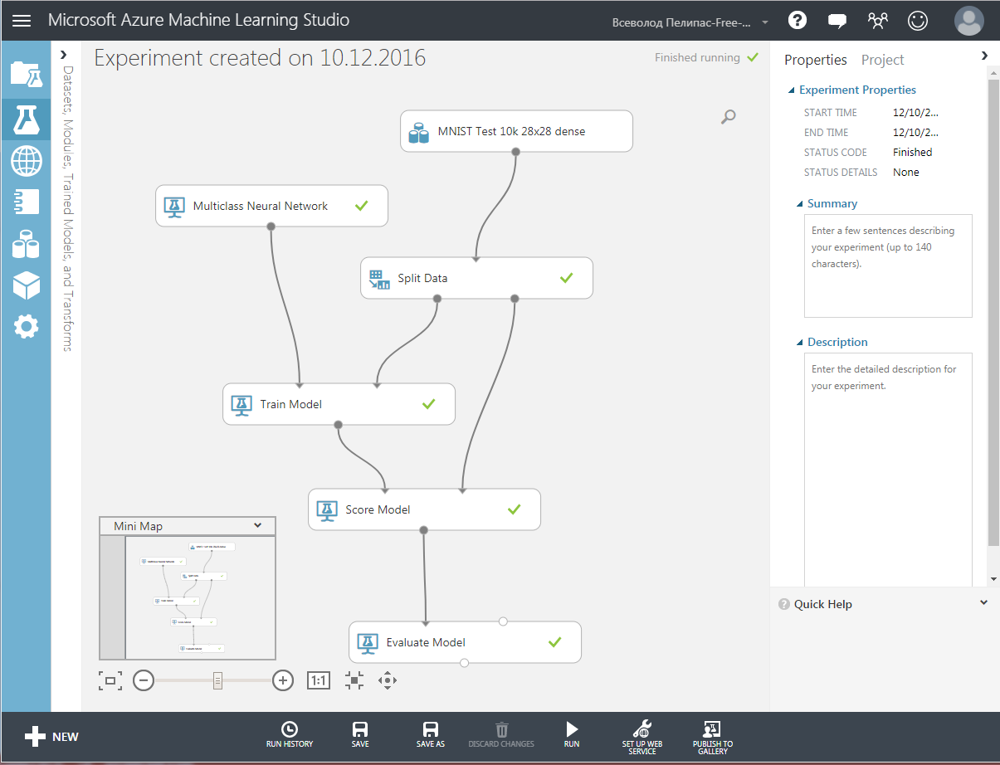 Microsoft Azure Machine Learning Studio
Всеволод Пелипас-Free-...
Datasets, Modules, Trained Models, and Transforms
Experiment created on 10.12.2016
Finished running
MNIST Test 10k 28x28 dense
Multiclass Neural Network
Split Data
Train Model
Score Model
Evaluate Model
Mini Map
1:1
Properties
Project
Experiment Properties
START TIME 12/10/2...
END TIME 12/10/2...
STATUS CODE Finished
STATUS DETAILS None
Summary
Enter a few sentences describing
your experiment (up to 140
characters).
Description
Enter the detailed description for
your experiment.
Quick Help
NEW
RUN HISTORY
SAVE
SAVE AS
DISCARD CHANGES
RUN
SET UP WEB
SERVICE
PUBLISH TO
GALLERY